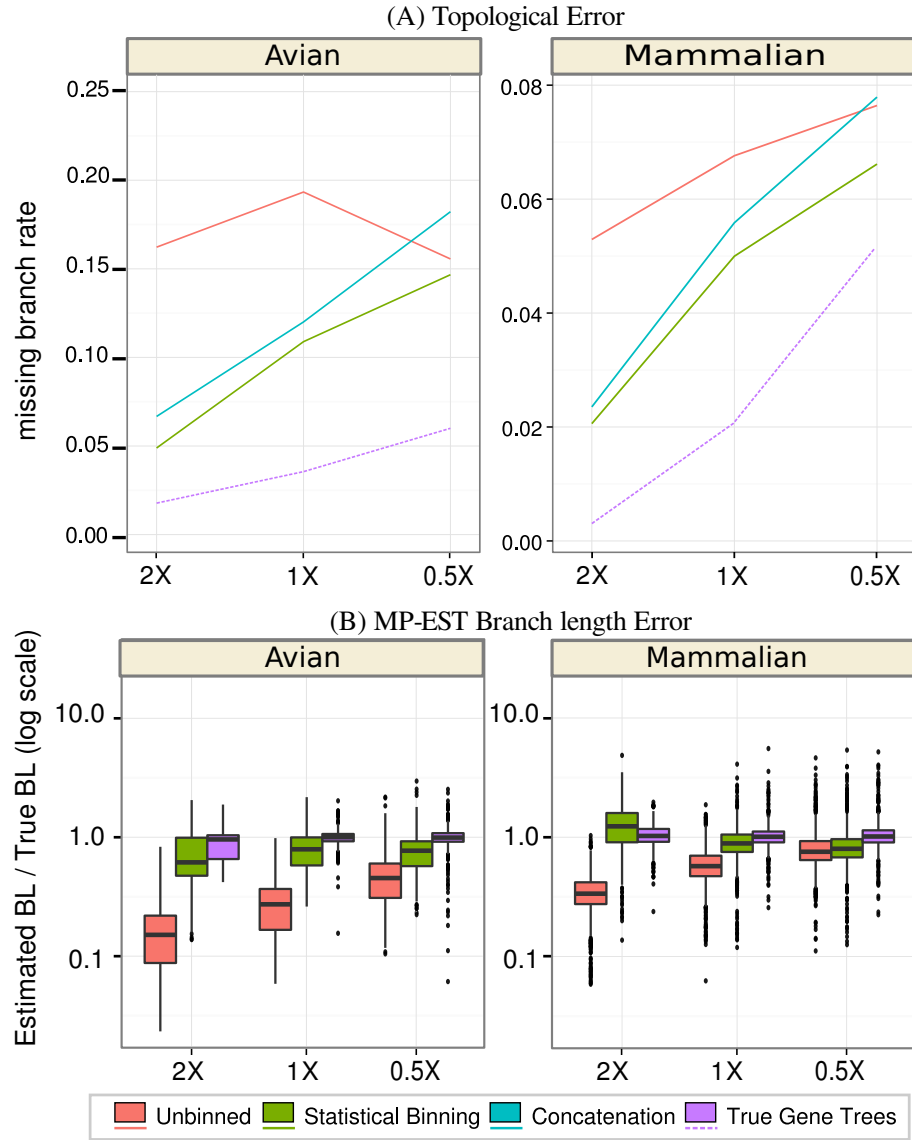 (A) Topological Error
Avian
Mammalian
missing branch rate
0.25
0.20
0.15
0.10
0.05
0.00
0.08
0.06
0.04
0.02
0.00
2X 1X 0.5X
2X 1X 0.5X
(B) MP-EST Branch length Error
Avian
Mammalian
Estimated BL / True BL (log scale)
10.0
1.0
0.1
10.0
1.0
0.1
2X 1X 0.5X
2X 1X 0.5X
Unbinned Statistical Binning Concatenation True Gene Trees